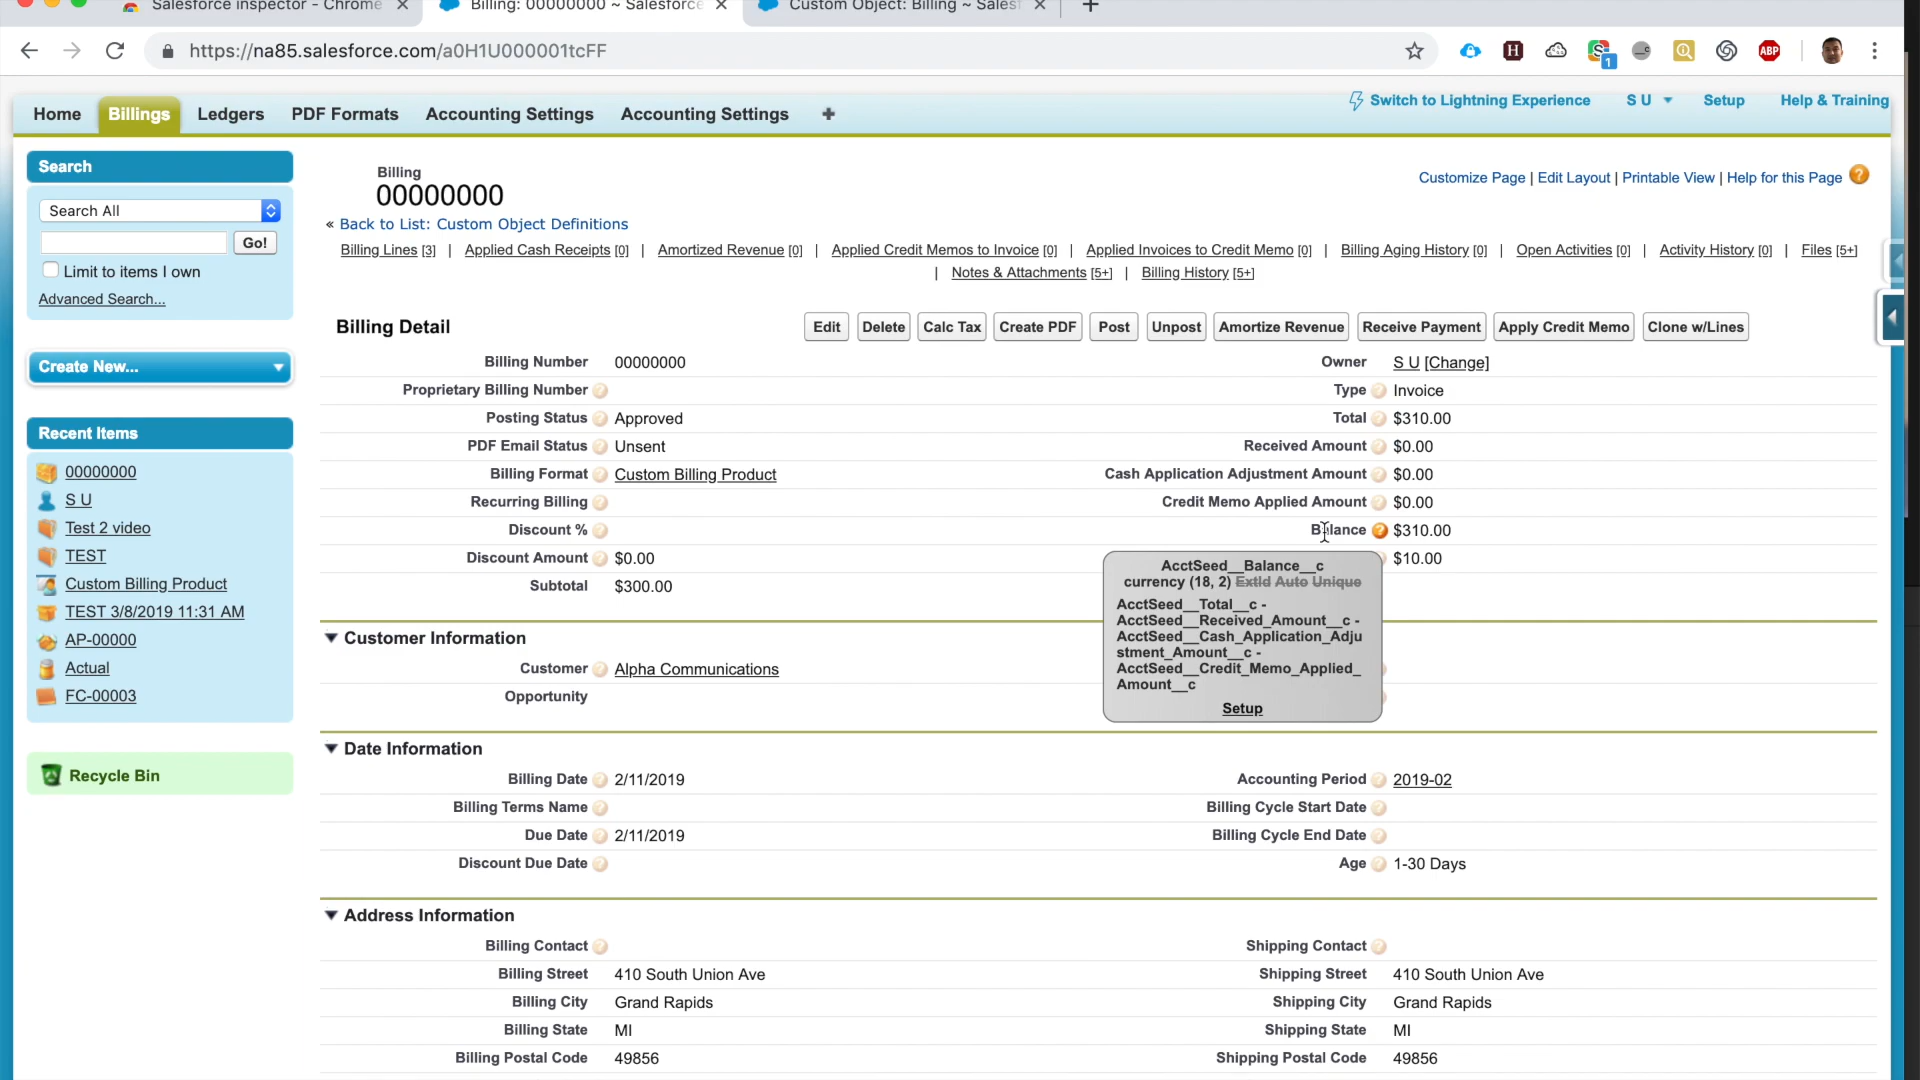 Salesforce inspector - Chrome
Billing: 00000000 ~ Salesforce
Custom Object: Billing ~ Salesf
https://na85.salesforce.com/a0H1U000001tcFF
H
1
ABP
Switch to Lightning Experience S U Setup Help & Training
Home Billings Ledgers PDF Formats Accounting Settings Accounting Settings +
Search
Search All
Go!
Limit to items I own
Advanced Search...
Create New...
Recent Items
00000000
S U
Test 2 video
TEST
Custom Billing Product
TEST 3/8/2019 11:31 AM
AP-00000
Actual
FC-00003
Recycle Bin
Billing
00000000
Customize Page | Edit Layout | Printable View | Help for this Page ?
« Back to List: Custom Object Definitions
Billing Lines [3] | Applied Cash Receipts [0] | Amortized Revenue [0] | Applied Credit Memos to Invoice [0] | Applied Invoices to Credit Memo [0] | Billing Aging History [0] | Open Activities [0] | Activity History [0] | Files [5+]
| Notes & Attachments [5+] | Billing History [5+]
Billing Detail
Edit Delete Calc Tax Create PDF Post Unpost Amortize Revenue Receive Payment Apply Credit Memo Clone w/Lines
Billing Number 00000000 Owner S U [Change]
Proprietary Billing Number Type Invoice
Posting Status Approved Total $310.00
PDF Email Status Unsent Received Amount $0.00
Billing Format Custom Billing Product Cash Application Adjustment Amount $0.00
Recurring Billing Credit Memo Applied Amount $0.00
Discount % Balance $310.00
Discount Amount $0.00 $10.00
Subtotal $300.00
AcctSeed__Balance__c
currency (18, 2) ExtId Auto Unique
AcctSeed__Total__c -
AcctSeed__Received_Amount__c -
AcctSeed__Cash_Application_Adju
stment_Amount__c -
AcctSeed__Credit_Memo_Applied_
Amount__c
Setup
Customer Information
Customer Alpha Communications
Opportunity
Date Information
Billing Date 2/11/2019 Accounting Period 2019-02
Billing Terms Name Billing Cycle Start Date
Due Date 2/11/2019 Billing Cycle End Date
Discount Due Date Age 1-30 Days
Address Information
Billing Contact Shipping Contact
Billing Street 410 South Union Ave Shipping Street 410 South Union Ave
Billing City Grand Rapids Shipping City Grand Rapids
Billing State MI Shipping State MI
Billing Postal Code 49856 Shipping Postal Code 49856